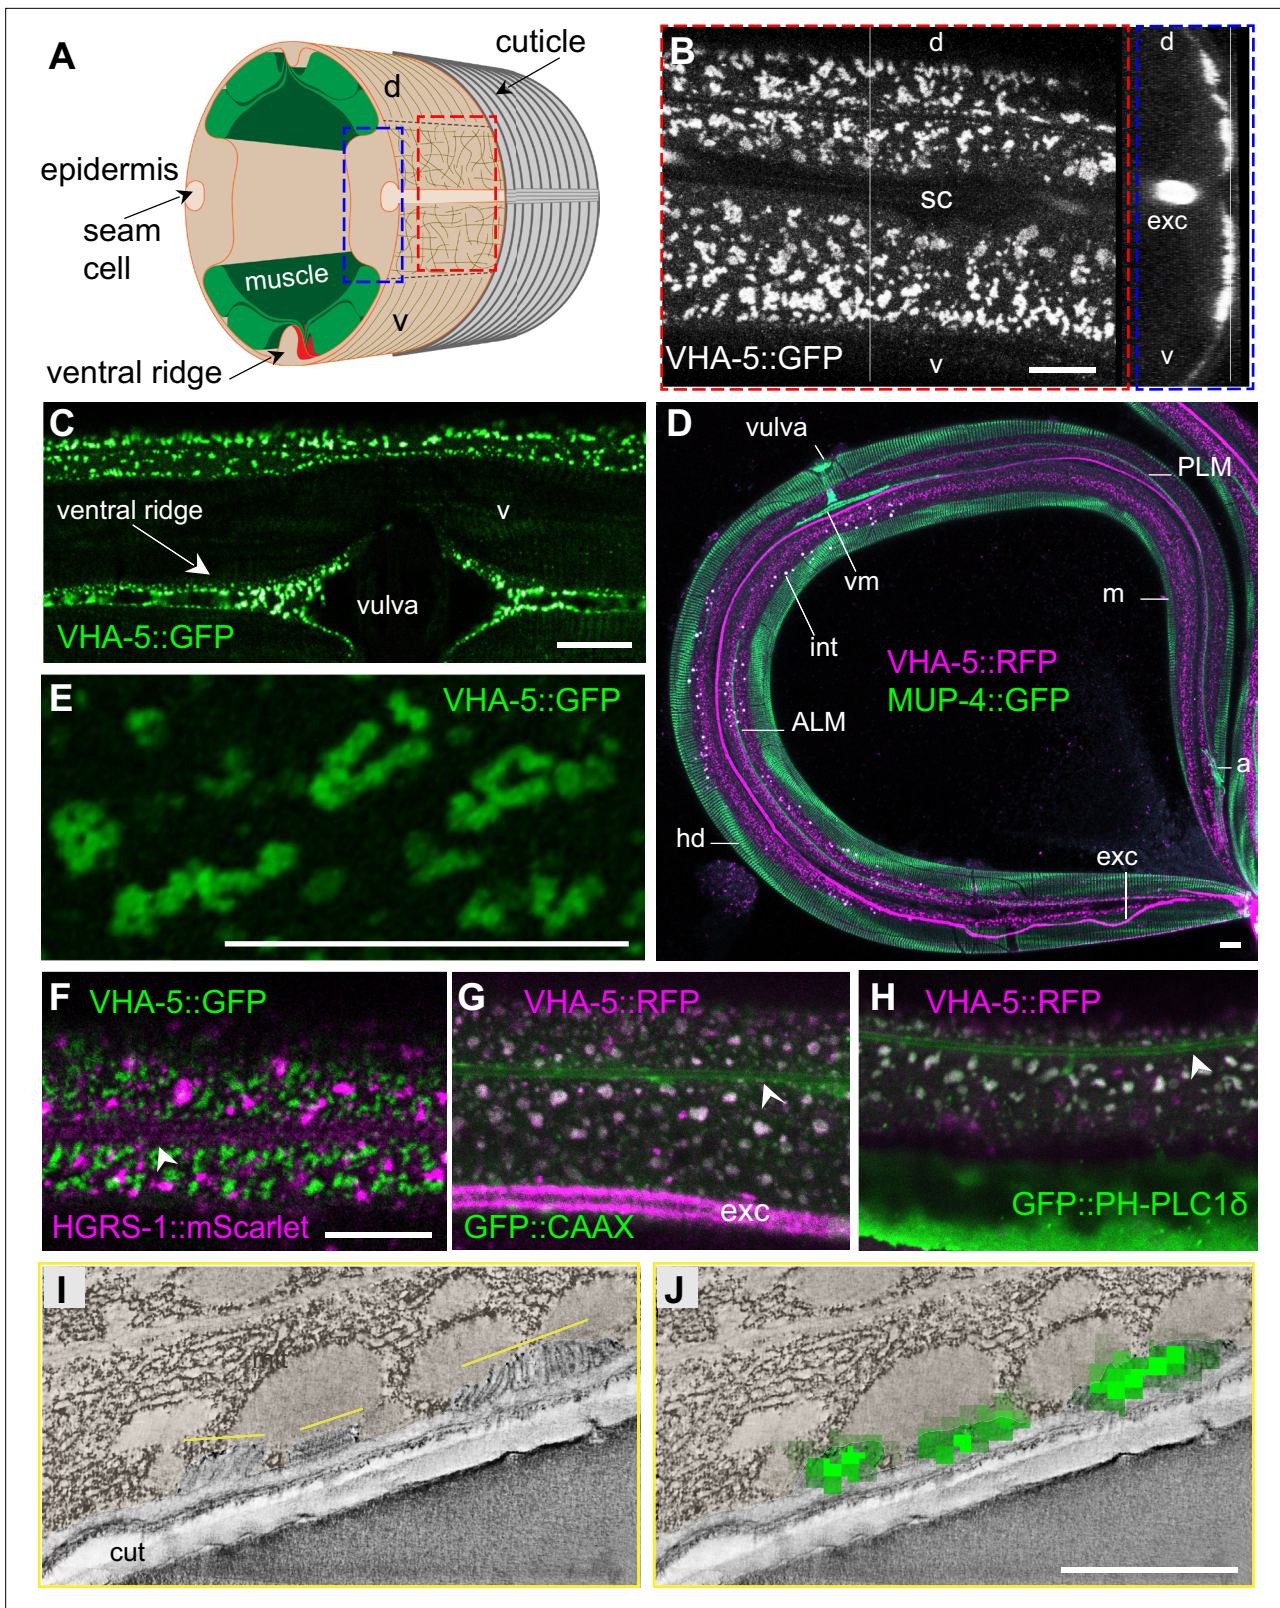 A
cuticle
d
epidermis
seam
cell
muscle
v
ventral ridge
B
d
d
sc
exc
VHA-5::GFP
v
v
C
ventral ridge
v
vulva
VHA-5::GFP
D
vulva
PLM
vm
m
int
VHA-5::RFP
MUP-4::GFP
ALM
a
hd
exc
E
VHA-5::GFP
F
VHA-5::GFP
HGRS-1::mScarlet
G
VHA-5::RFP
exc
GFP::CAAX
H
VHA-5::RFP
GFP::PH-PLC1δ
I
mit
cut
J